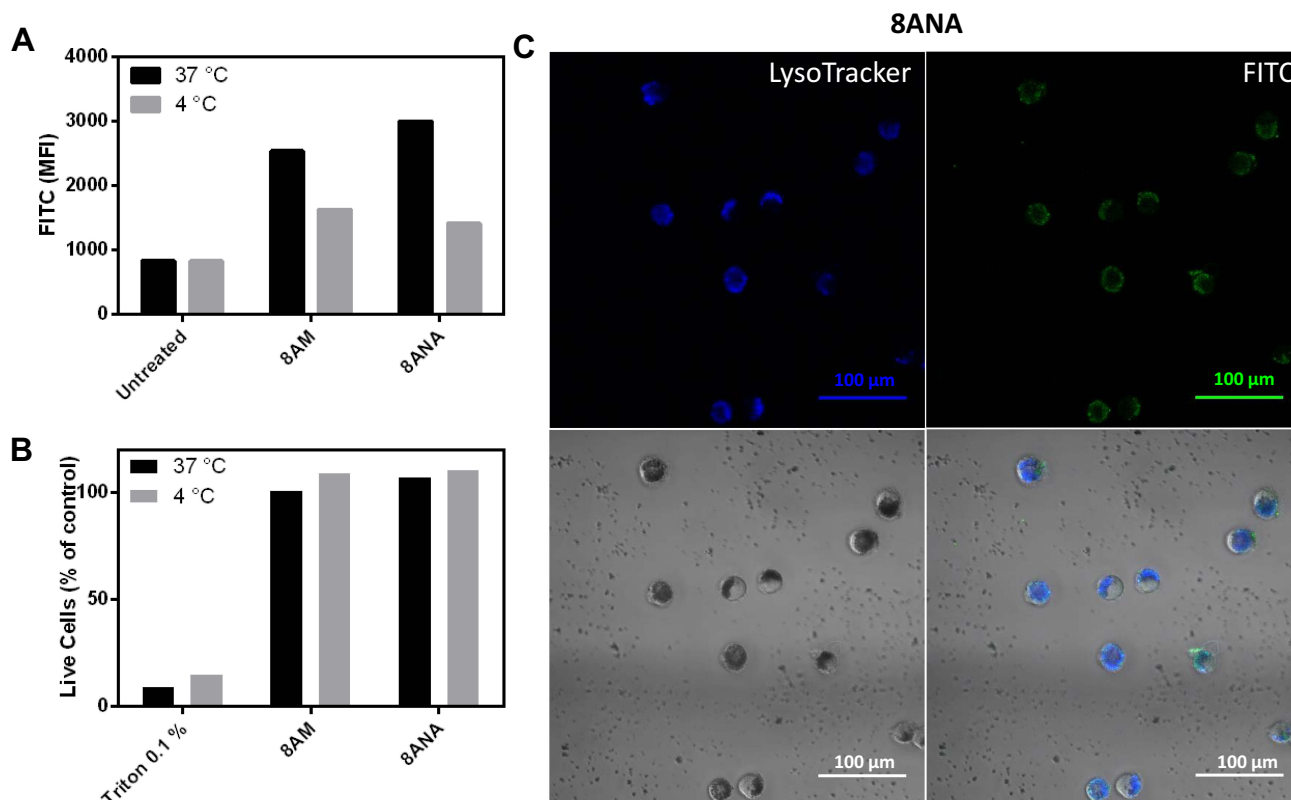 8ANA
A
C
4000
3000
2000
1000
0
FITC (MFI)
37 °C
4 °C
Untreated
8AM
8ANA
LysoTracker
FITC
100 µm
100 µm
B
100
50
0
Live Cells (% of control)
37 °C
4 °C
Triton 0.1 %
8AM
8ANA
100 µm
100 µm